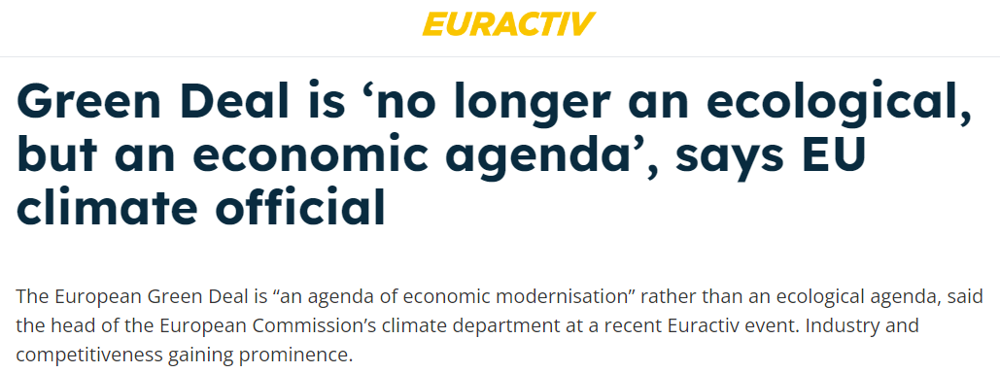 EURACTIV
Green Deal is ‘no longer an ecological,
but an economic agenda’, says EU
climate official
The European Green Deal is “an agenda of economic modernisation” rather than an ecological agenda, said
the head of the European Commission’s climate department at a recent Euractiv event. Industry and
competitiveness gaining prominence.